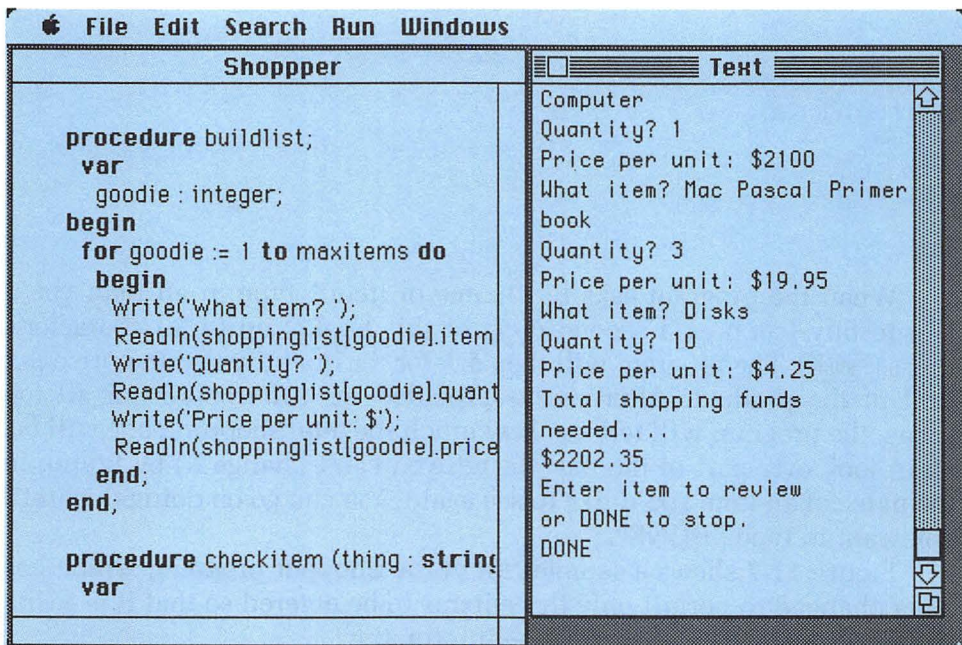 File Edit Search Run Windows
Shoppper
procedure buildlist;
var
goodie : integer;
begin
for goodie := 1 to maxitems do
begin
Write('What item? ');
Readln(shoppinglist[goodie].item
Write('Quantity? ');
Readln(shoppinglist[goodie].quant
Write('Price per unit: $');
Readln(shoppinglist[goodie].price
end;
end;
procedure checkitem (thing : string
var
Text
Computer
Quantity? 1
Price per unit: $2100
What item? Mac Pascal Primer
book
Quantity? 3
Price per unit: $19.95
What item? Disks
Quantity? 10
Price per unit: $4.25
Total shopping funds
needed....
$2202.35
Enter item to review
or DONE to stop.
DONE